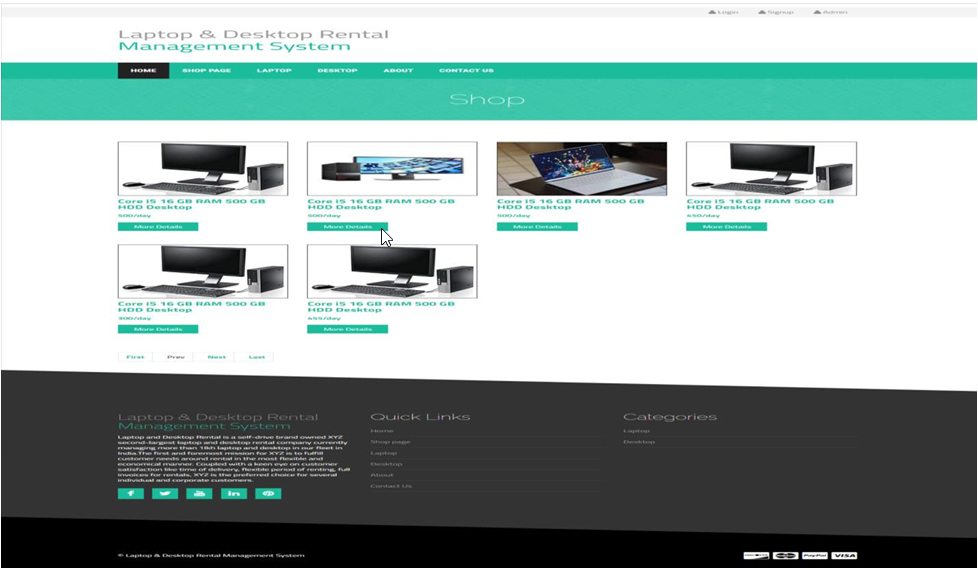 Login Signup Admin
Laptop & Desktop Rental
Management System
HOME SHOP PAGE LAPTOP DESKTOP ABOUT CONTACT US
Shop
Core i5 16 GB RAM 500 GB
HDD Desktop
500/day
More Details
Core i5 16 GB RAM 500 GB
HDD Desktop
500/day
More Details
Core i5 16 GB RAM 500 GB
HDD Desktop
500/day
More Details
Core i5 16 GB RAM 500 GB
HDD Desktop
450/day
More Details
Core i5 16 GB RAM 500 GB
HDD Desktop
300/day
More Details
Core i5 16 GB RAM 500 GB
HDD Desktop
445/day
More Details
First Prev Next Last
Laptop & Desktop Rental
Management System
Laptop and Desktop Rental is a self-drive brand owned XYZ
second-largest laptop and desktop rental company currently
managing more than 18k laptop and desktop in our fleet in
India.The first and foremost mission for XYZ is to fulfill
customer needs around rental in the most flexible and
economical manner. Coupled with a keen eye on customer
satisfaction like time of delivery, flexible period of renting, full
invoices for rentals, XYZ is the preferred choice for several
individual and corporate customers.
Quick Links
Home
Shop page
Laptop
Desktop
About
Contact Us
Categories
Laptop
Desktop
© Laptop & Desktop Rental Management System
PayPal VISA